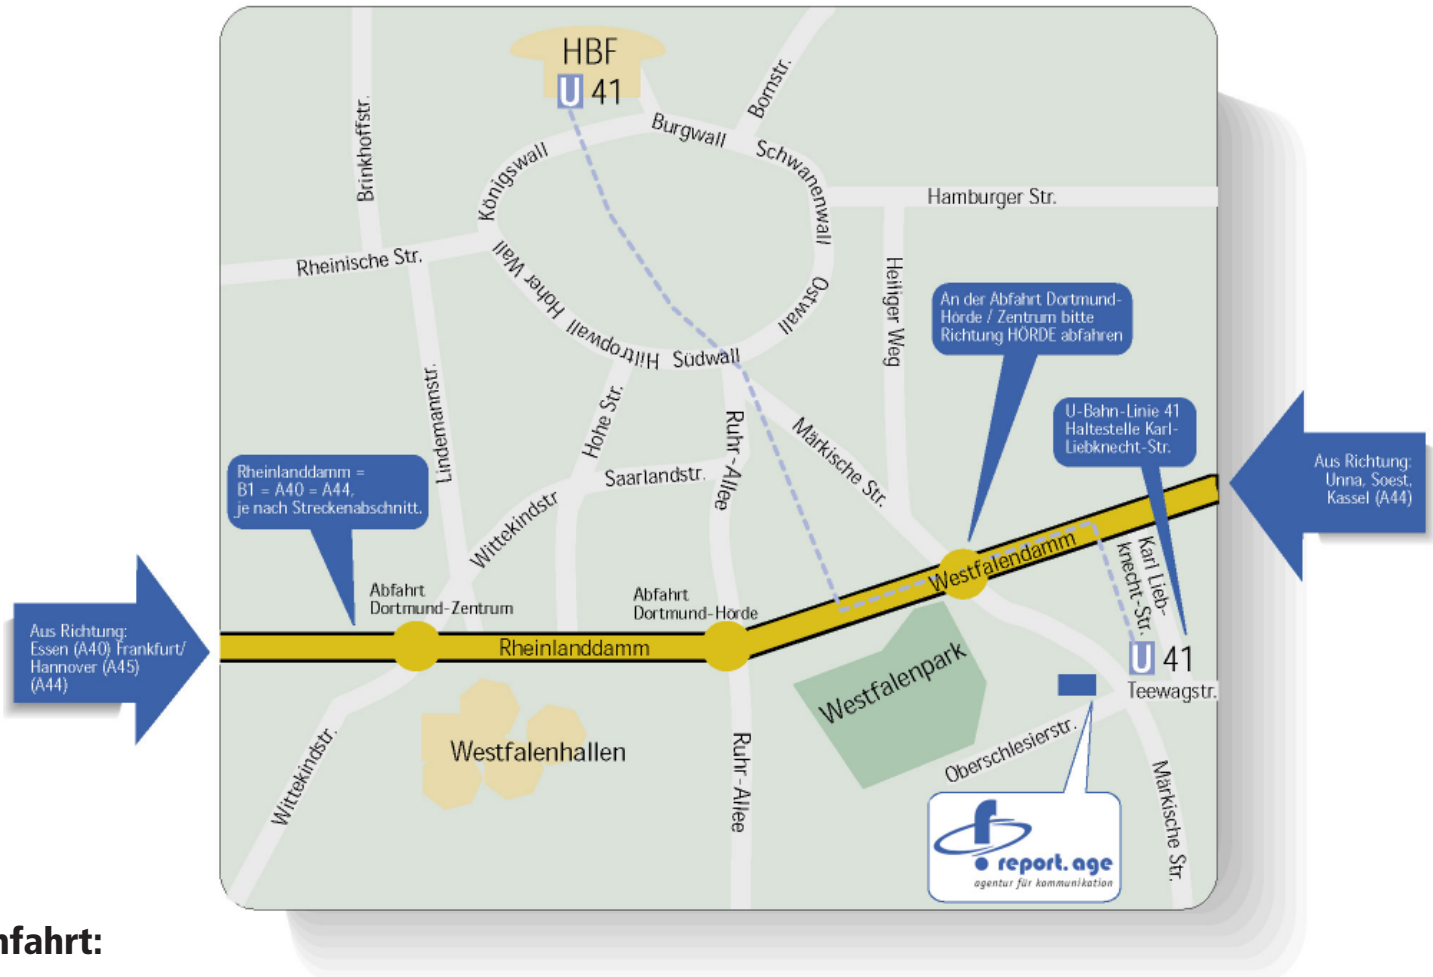 HBF
U 41
Brinkhoffstr.
Bornstr.
Burgwall
Königswall
Schwanenwall
Hamburger Str.
Rheinische Str.
Hoher Wall
Ostwall
Heiliger Weg
An der Abfahrt Dortmund-
Hörde / Zentrum bitte
Richtung HÖRDE abfahren
Hiltropwall
Südwall
Lindemannstr.
Hohe Str.
Ruhr-Allee
Märkische Str.
U-Bahn-Linie 41
Haltestelle Karl-
Liebknecht-Str.
Aus Richtung:
Unna, Soest,
Kassel (A44)
Rheinlanddamm =
B1 = A40 = A44,
je nach Streckenabschnitt.
Saarlandstr.
Wittekindstr
Westfalendamm
Karl Lieb-
knecht-Str.
Abfahrt
Dortmund-Zentrum
Abfahrt
Dortmund-Hörde
Aus Richtung:
Essen (A40) Frankfurt/
Hannover (A45)
(A44)
Rheinlanddamm
U 41
Teewagstr.
Westfalenpark
Westfalenhallen
Wittekindstr.
Ruhr-Allee
Oberschlesierstr.
Märkische Str.
report.age
agentur für kommunikation
nfahrt: